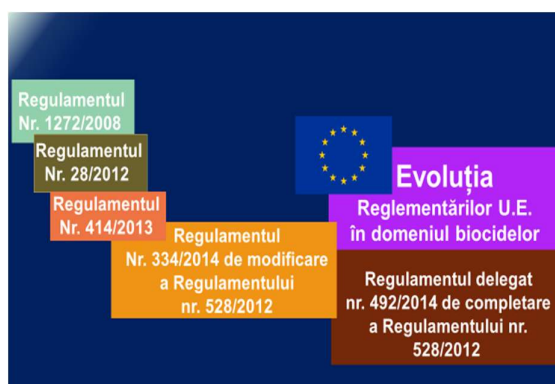 Regulamentul
Nr. 1272/2008
Regulamentul
Nr. 28/2012
Regulamentul
Nr. 414/2013
Regulamentul
Nr. 334/2014 de modificare
a Regulamentului
nr. 528/2012
Evoluția
Reglementărilor U.E.
în domeniul biocidelor
Regulamentul delegat
nr. 492/2014 de completare
a Regulamentului nr.
528/2012